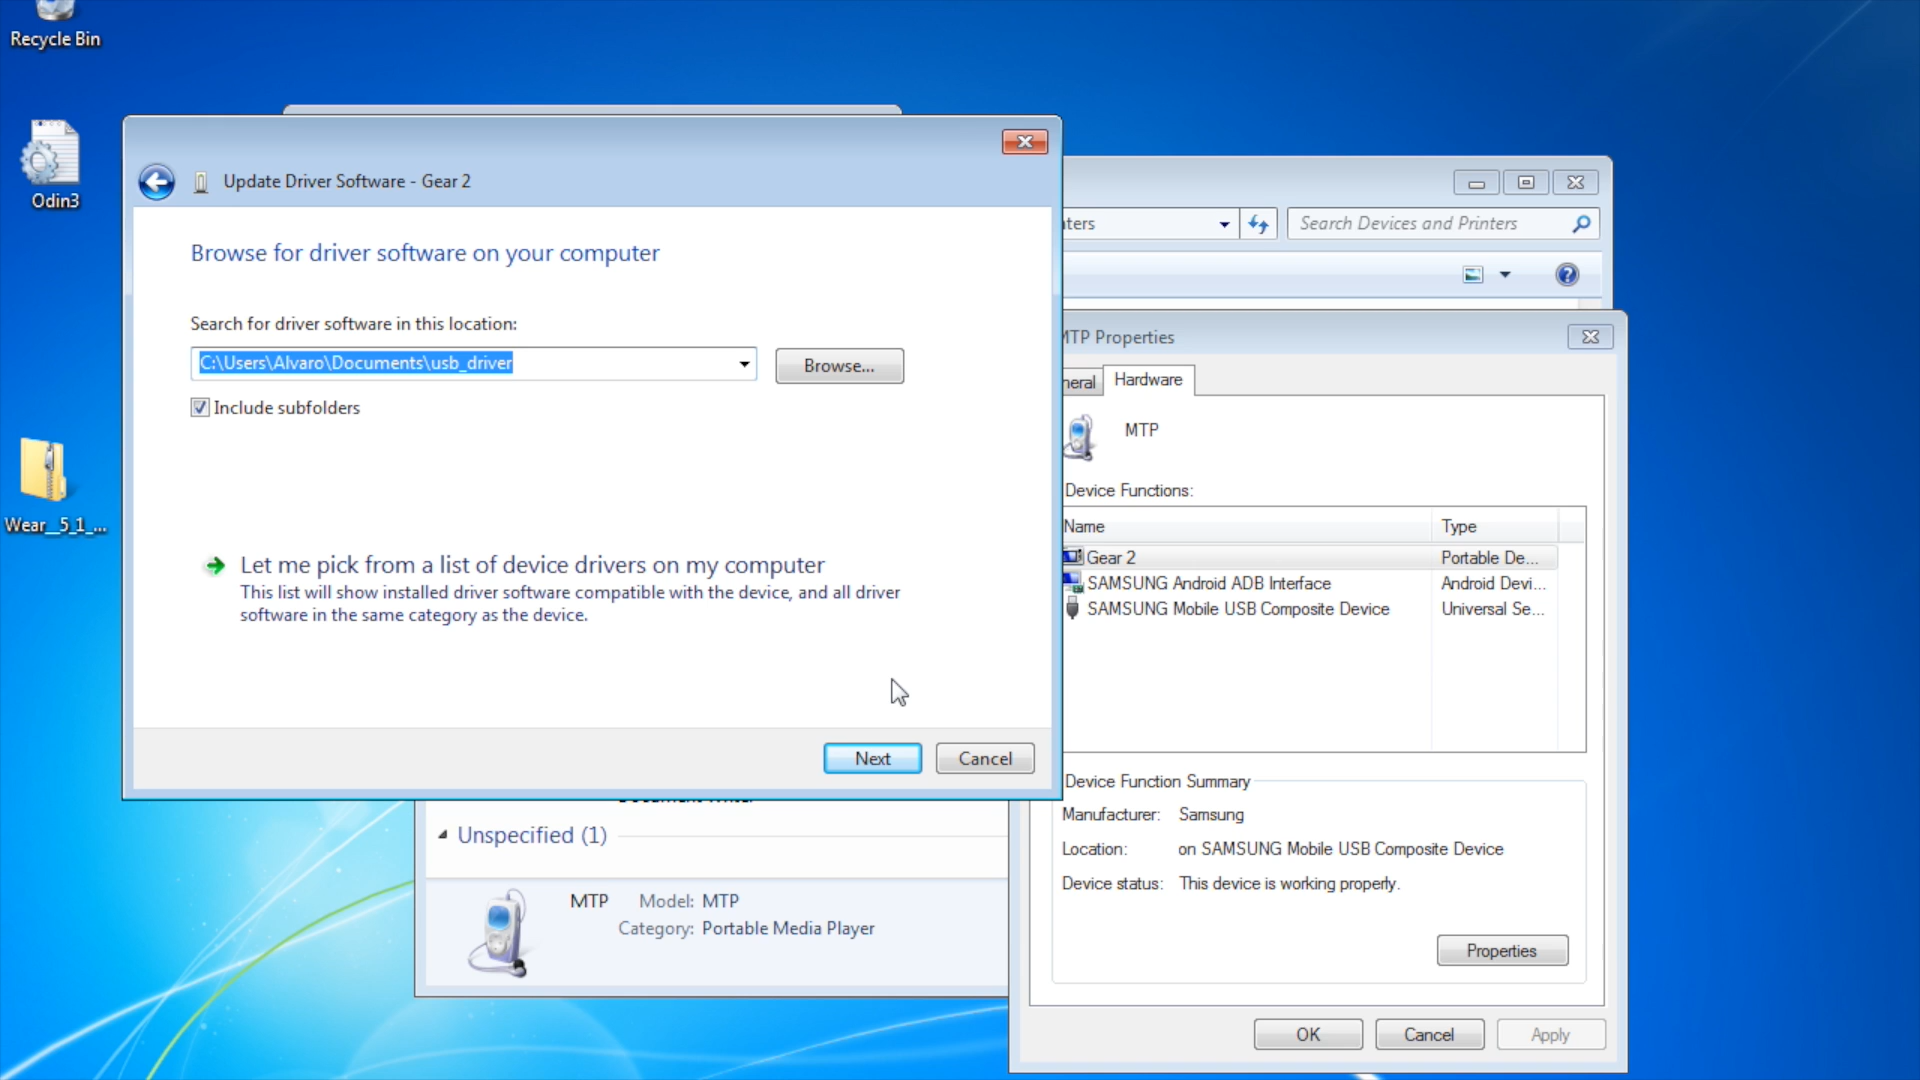 Recycle Bin
Odin3
Wear__5_1_...
Update Driver Software - Gear 2
Browse for driver software on your computer
Search for driver software in this location:
C:\Users\Alvaro\Documents\usb_driver
Browse...
Include subfolders
Let me pick from a list of device drivers on my computer
This list will show installed driver software compatible with the device, and all driver
software in the same category as the device.
Next
Cancel
Search Devices and Printers
MTP Properties
Hardware
MTP
Device Functions:
Name Type
Gear 2 Portable De...
SAMSUNG Android ADB Interface Android Devi...
SAMSUNG Mobile USB Composite Device Universal Se...
Device Function Summary
Manufacturer: Samsung
Location: on SAMSUNG Mobile USB Composite Device
Device status: This device is working properly.
Properties
OK
Cancel
Apply
Unspecified (1)
MTP
Model: MTP
Category: Portable Media Player